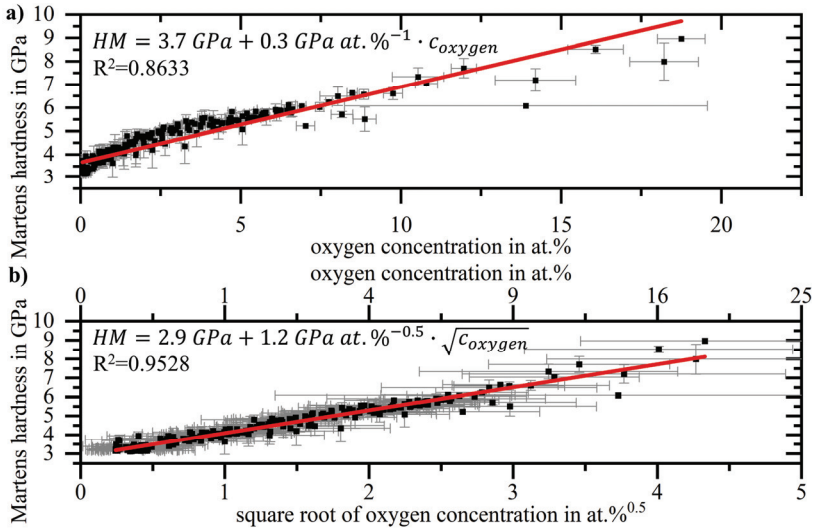 a)
10
9
8
7
6
5
4
3
Martens hardness in GPa
HM = 3.7 GPa + 0.3 GPa at.%⁻¹ · c_oxygen
R²=0.8633
0 5 10 15 20
oxygen concentration in at.%
oxygen concentration in at.%
b)
0 1 4 9 16 25
10
9
8
7
6
5
4
3
Martens hardness in GPa
HM = 2.9 GPa + 1.2 GPa at.%⁻⁰·⁵ · √c_oxygen
R²=0.9528
0 1 2 3 4 5
square root of oxygen concentration in at.%⁰·⁵